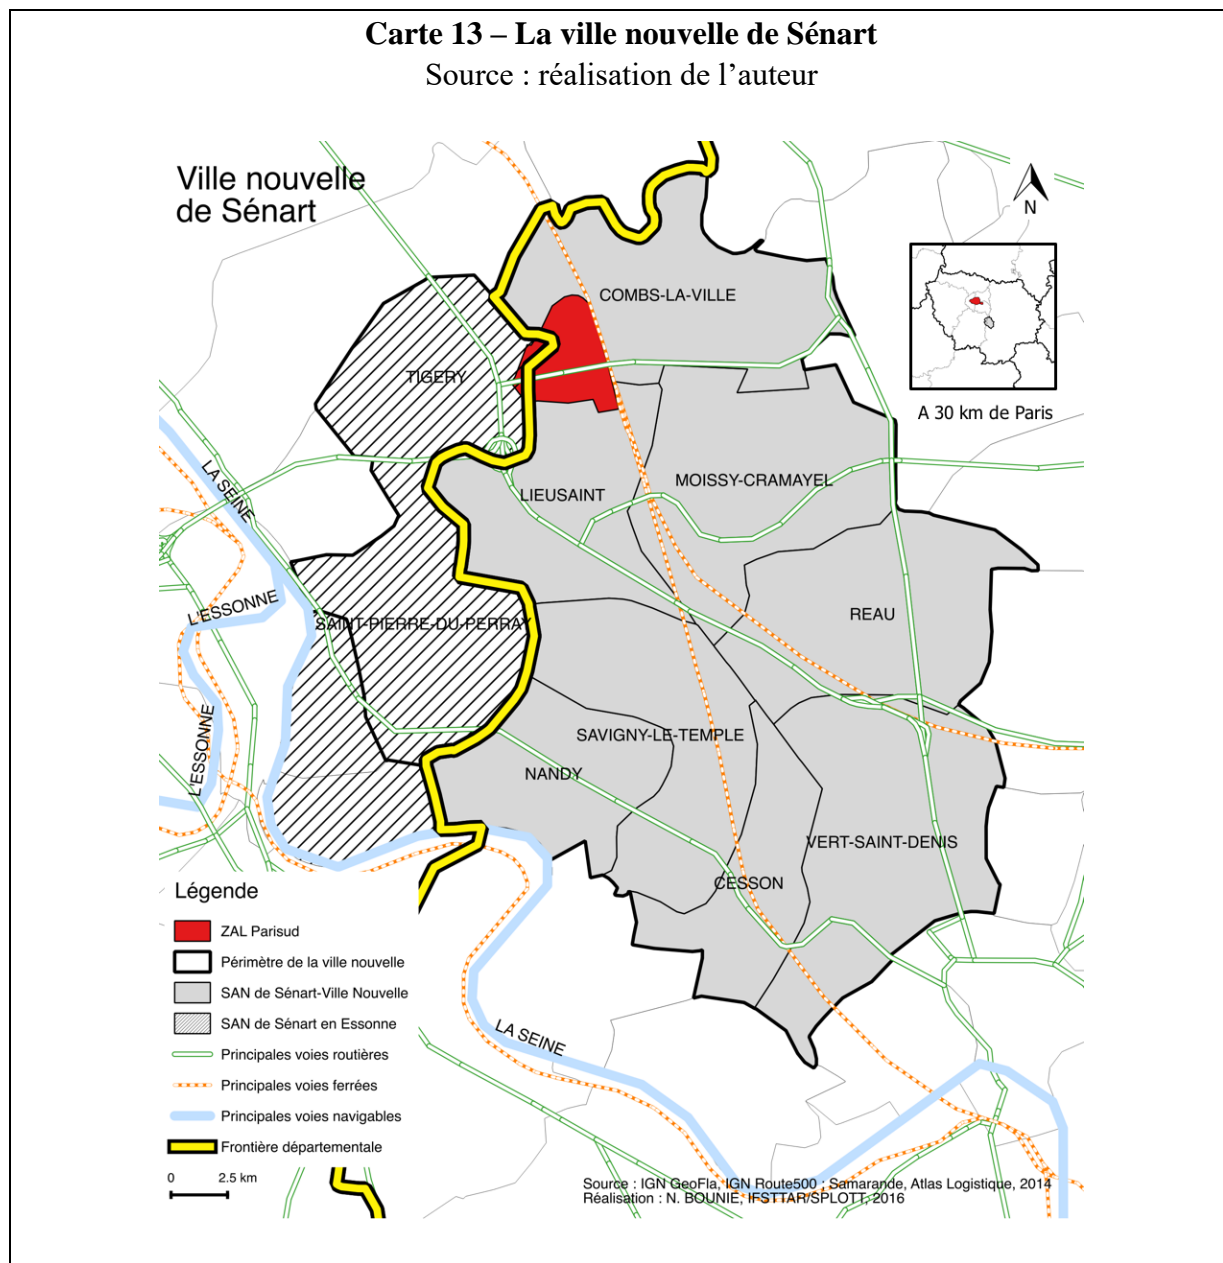 Carte 13 – La ville nouvelle de Sénart
Source : réalisation de l'auteur
Ville nouvelle
de Sénart
N
COMBS-LA-VILLE
TIGERY
A 30 km de Paris
LA SEINE
LIEUSAINT
MOISSY-CRAMAYEL
L'ESSONNE
SAINT-PIERRE-DU-PERRAY
REAU
L'ESSONNE
SAVIGNY-LE-TEMPLE
NANDY
VERT-SAINT-DENIS
CESSON
LA SEINE
Légende
ZAL Parisud
Périmètre de la ville nouvelle
SAN de Sénart-Ville Nouvelle
SAN de Sénart en Essonne
Principales voies routières
Principales voies ferrées
Principales voies navigables
Frontière départementale
0 2.5 km
Source : IGN GeoFla, IGN Route500 ; Samarande, Atlas Logistique, 2014
Réalisation : N. BOUNIE, IFSTTAR/SPLOTT, 2016